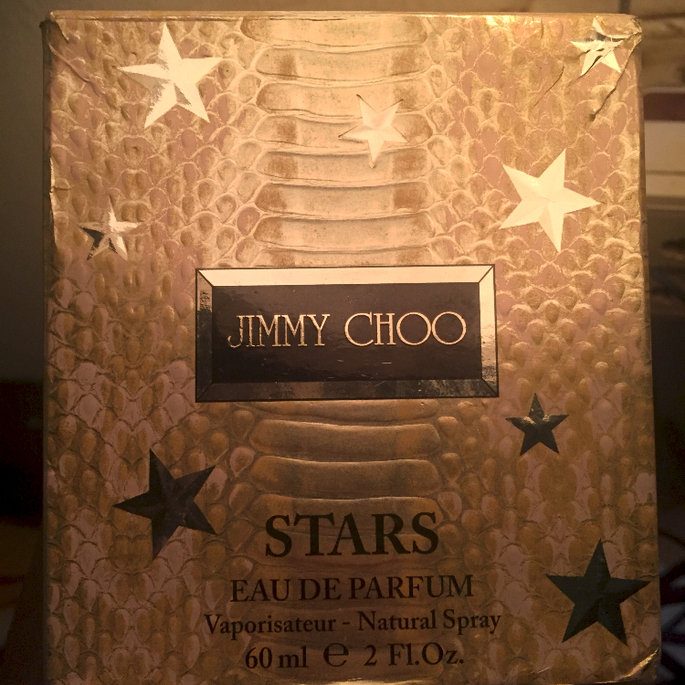 JIMMY CHOO
STARS
EAU DE PARFUM
Vaporisateur - Natural Spray
60 ml ℮ 2 Fl.Oz.